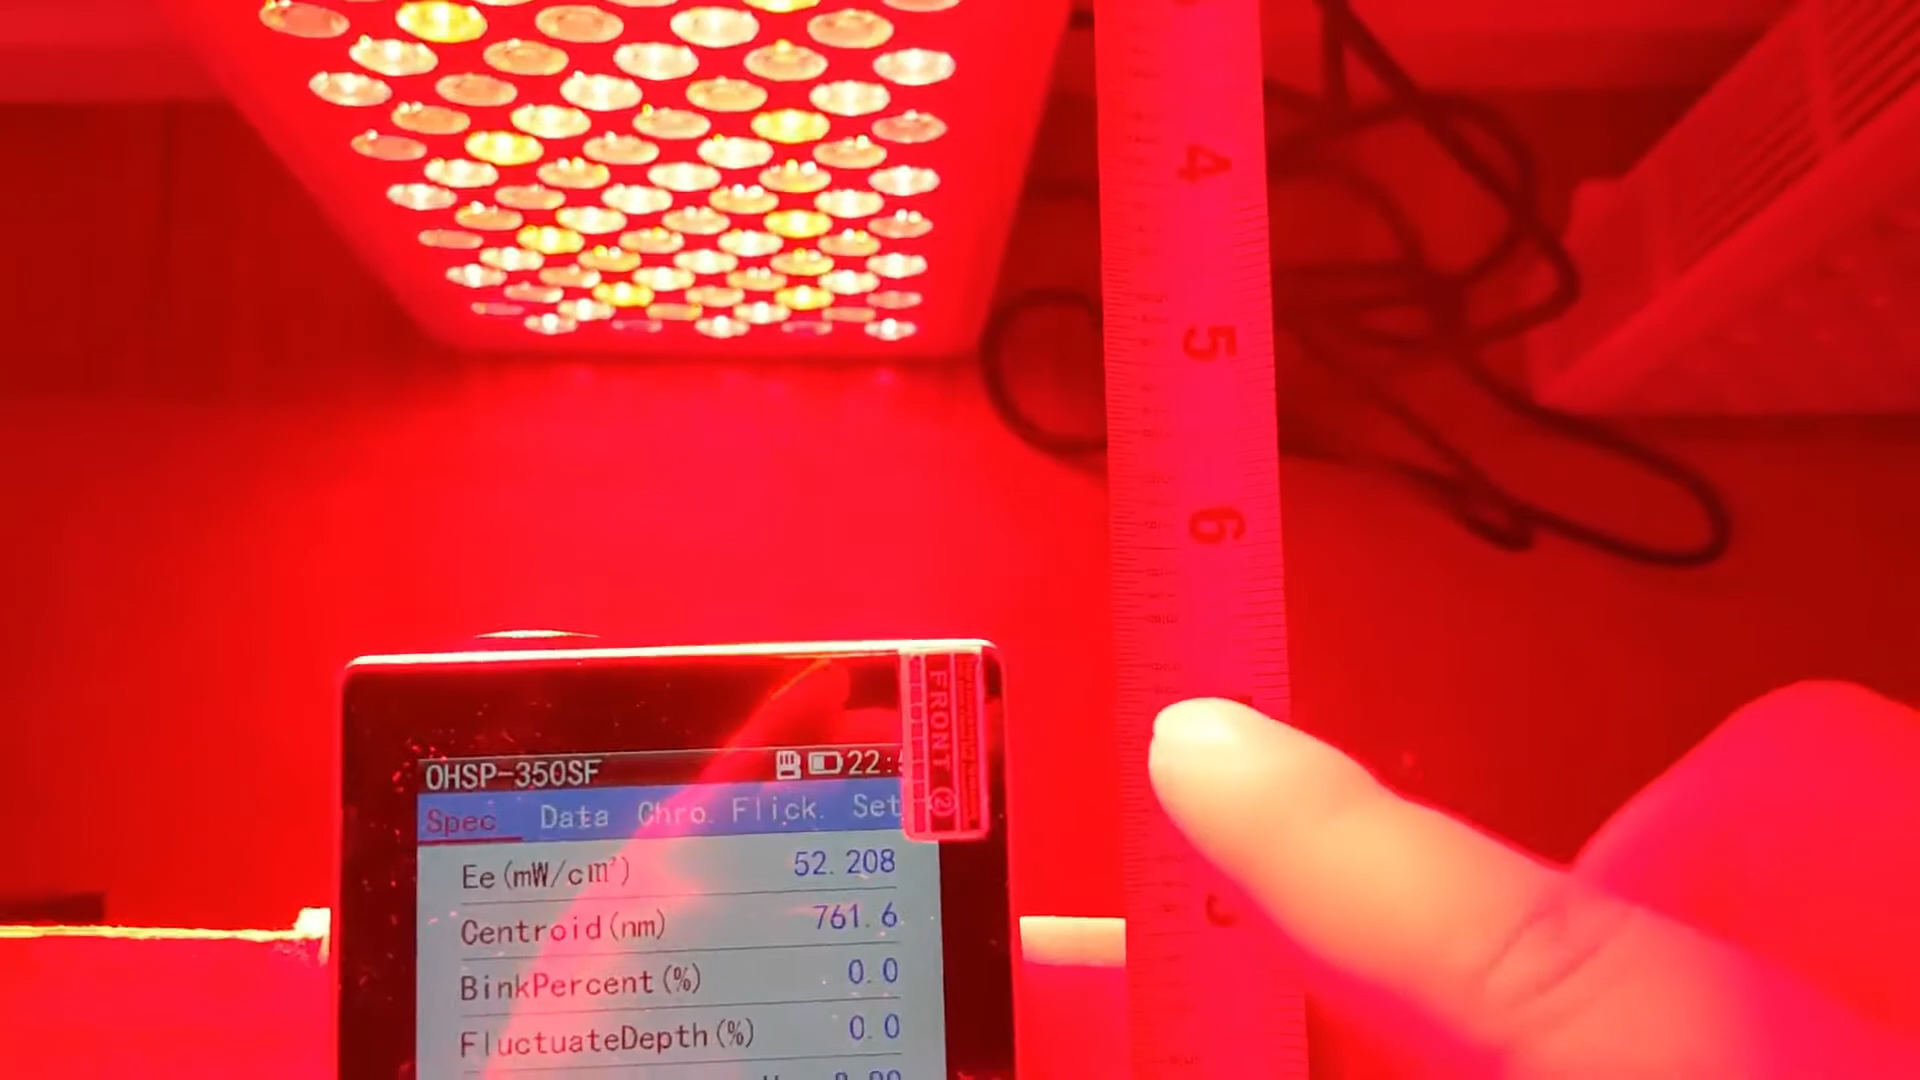 4
5
6
FRONT ②
OHSP-350SF 22:
Spec Data Chro. Flick. Set
Ee(mW/cm²) 52.208
Centroid(nm) 761.6
BinkPercent(%) 0.0
FluctuateDepth(%) 0.0